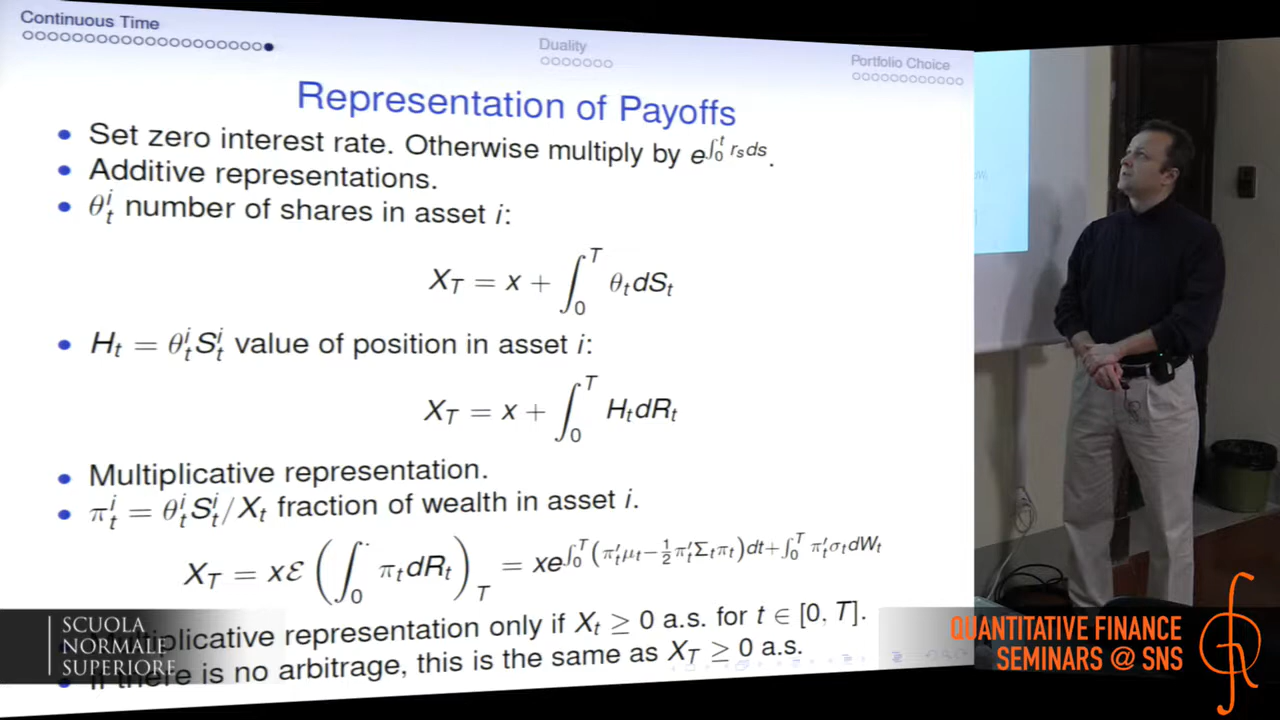 Continuous Time
Duality
Portfolio Choice
Representation of Payoffs
• Set zero interest rate. Otherwise multiply by e^{∫_0^t r_s ds}.
• Additive representations.
• θ_t^i number of shares in asset i:
X_T = x + ∫_0^T θ_t dS_t
• H_t = θ_t^i S_t^i value of position in asset i:
X_T = x + ∫_0^T H_t dR_t
• Multiplicative representation.
• π_t^i = θ_t^i S_t^i / X_t fraction of wealth in asset i.
X_T = xℰ(∫_0^· π_t dR_t)_T = xe^{∫_0^T (π_t′μ_t − ½π_t′Σ_tπ_t)dt + ∫_0^T π_t′σ_t dW_t}
• Multiplicative representation only if X_t ≥ 0 a.s. for t ∈ [0, T].
• If there is no arbitrage, this is the same as X_T ≥ 0 a.s.
SCUOLA
NORMALE
SUPERIORE
QUANTITATIVE FINANCE
SEMINARS @ SNS